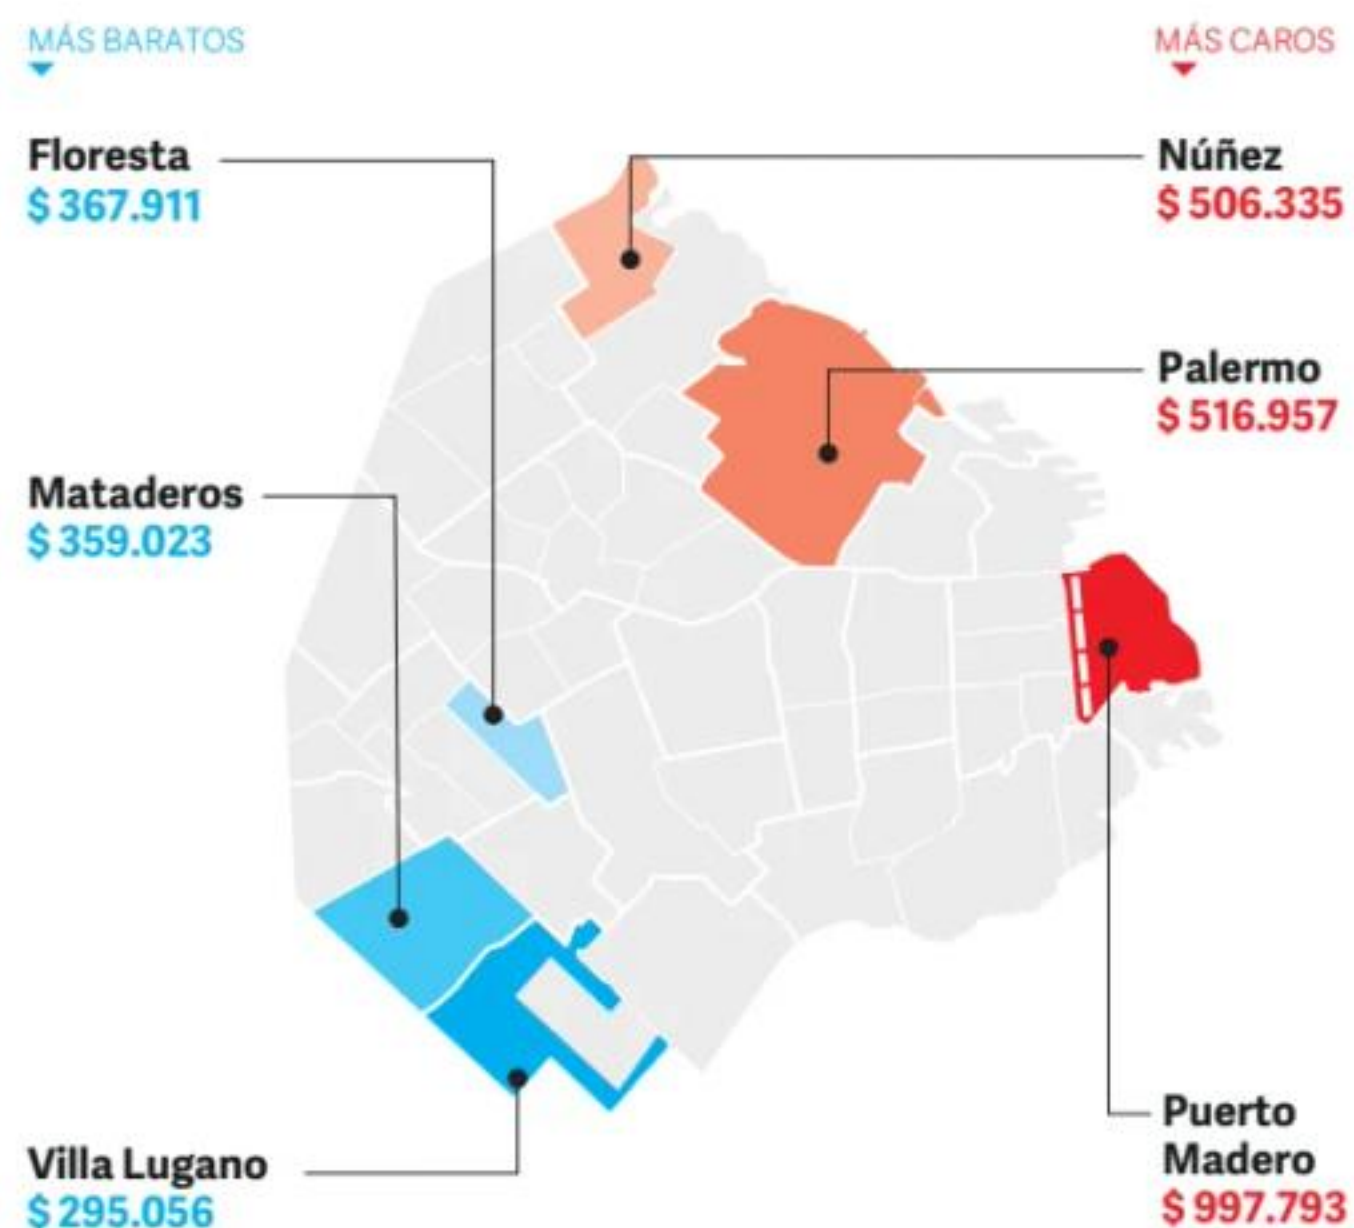 MÁS BARATOS
Floresta
$ 367.911
Mataderos
$ 359.023
Villa Lugano
$ 295.056
MÁS CAROS
Núñez
$ 506.335
Palermo
$ 516.957
Puerto
Madero
$ 997.793